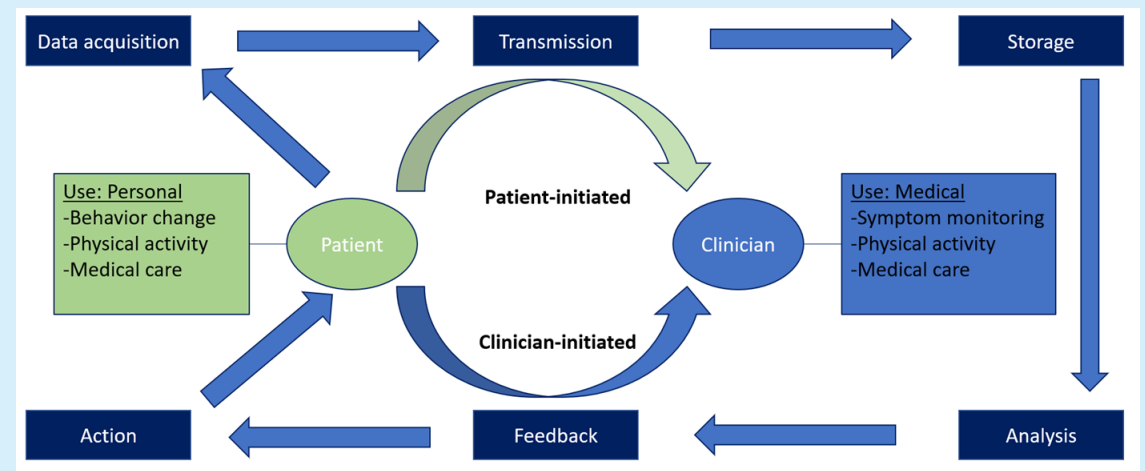 Data acquisition
Transmission
Storage
Use: Personal
-Behavior change
-Physical activity
-Medical care
Patient
Patient-initiated
Clinician-initiated
Clinician
Use: Medical
-Symptom monitoring
-Physical activity
-Medical care
Action
Feedback
Analysis